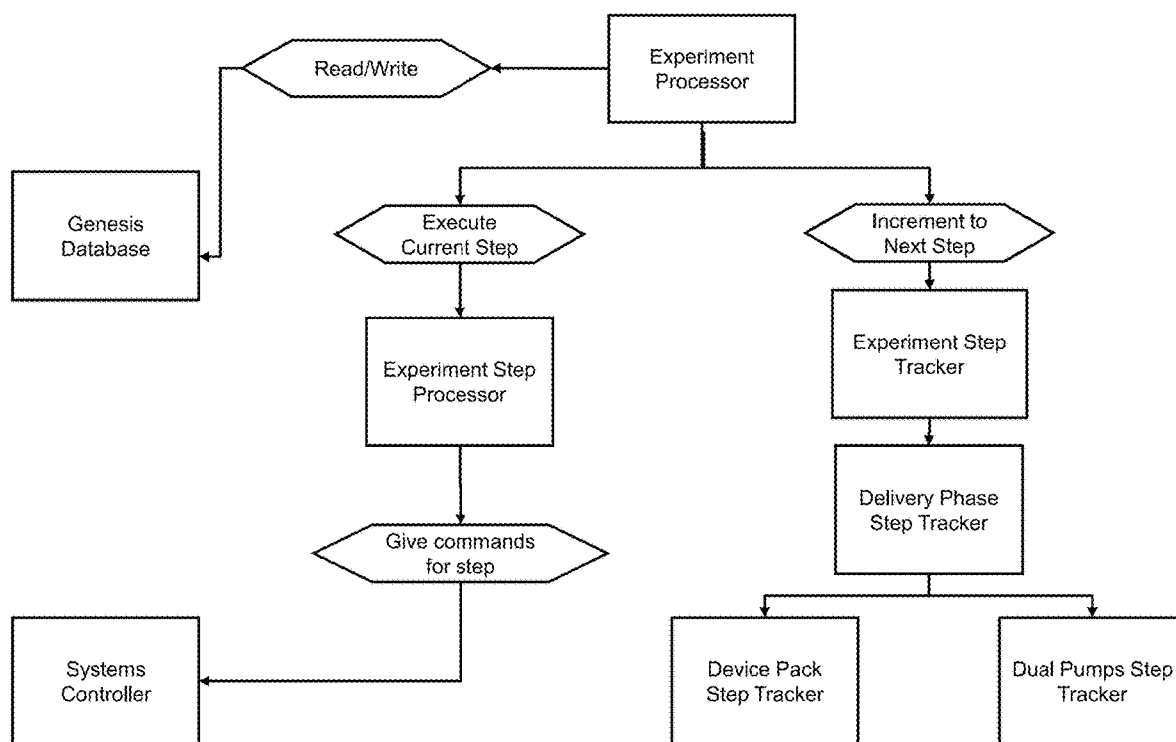 Experiment
Processor
Read/Write
Genesis
Database
Execute
Current Step
Increment to
Next Step
Experiment Step
Processor
Experiment Step
Tracker
Delivery Phase
Step Tracker
Give commands
for step
Systems
Controller
Device Pack
Step Tracker
Dual Pumps Step
Tracker